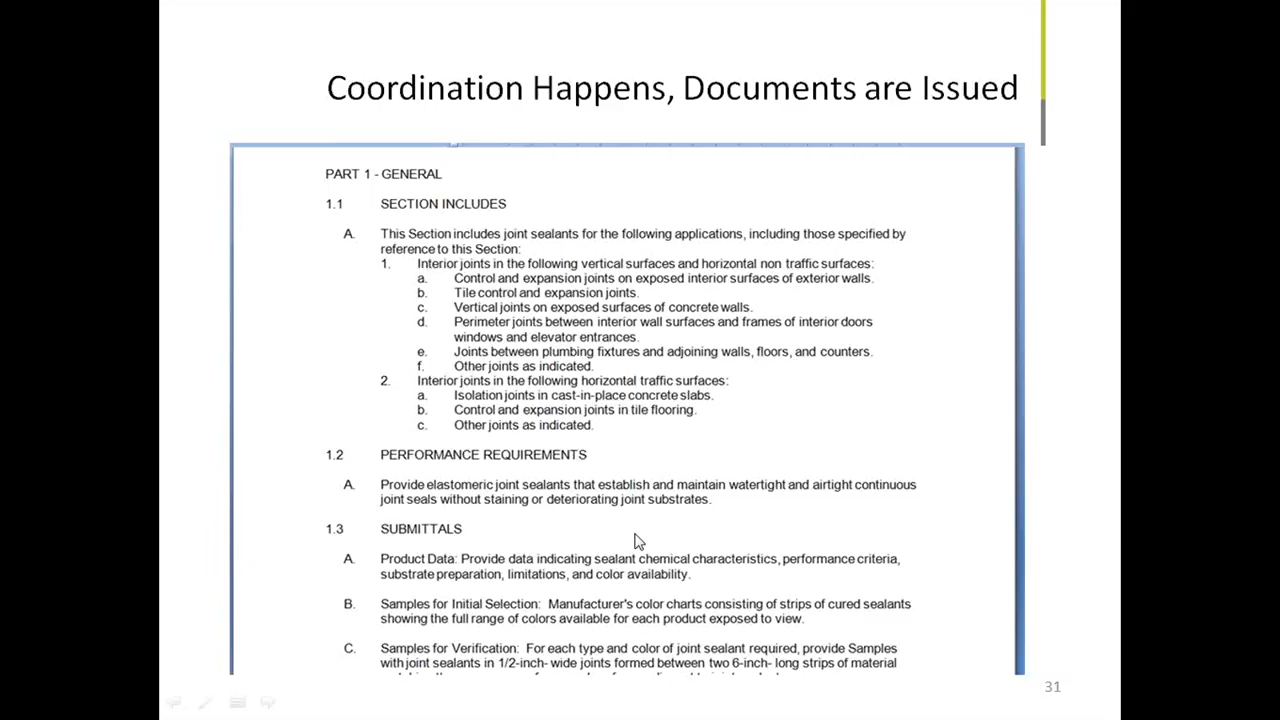 Coordination Happens, Documents are Issued
PART 1 - GENERAL
1.1 SECTION INCLUDES
A. This Section includes joint sealants for the following applications, including those specified by
reference to this Section:
1. Interior joints in the following vertical surfaces and horizontal non traffic surfaces:
a. Control and expansion joints on exposed interior surfaces of exterior walls.
b. Tile control and expansion joints.
c. Vertical joints on exposed surfaces of concrete walls.
d. Perimeter joints between interior wall surfaces and frames of interior doors
windows and elevator entrances.
e. Joints between plumbing fixtures and adjoining walls, floors, and counters.
f. Other joints as indicated.
2. Interior joints in the following horizontal traffic surfaces:
a. Isolation joints in cast-in-place concrete slabs.
b. Control and expansion joints in tile flooring.
c. Other joints as indicated.
1.2 PERFORMANCE REQUIREMENTS
A. Provide elastomeric joint sealants that establish and maintain watertight and airtight continuous
joint seals without staining or deteriorating joint substrates.
1.3 SUBMITTALS
A. Product Data: Provide data indicating sealant chemical characteristics, performance criteria,
substrate preparation, limitations, and color availability.
B. Samples for Initial Selection: Manufacturer's color charts consisting of strips of cured sealants
showing the full range of colors available for each product exposed to view.
C. Samples for Verification: For each type and color of joint sealant required, provide Samples
with joint sealants in 1/2-inch- wide joints formed between two 6-inch- long strips of material
31